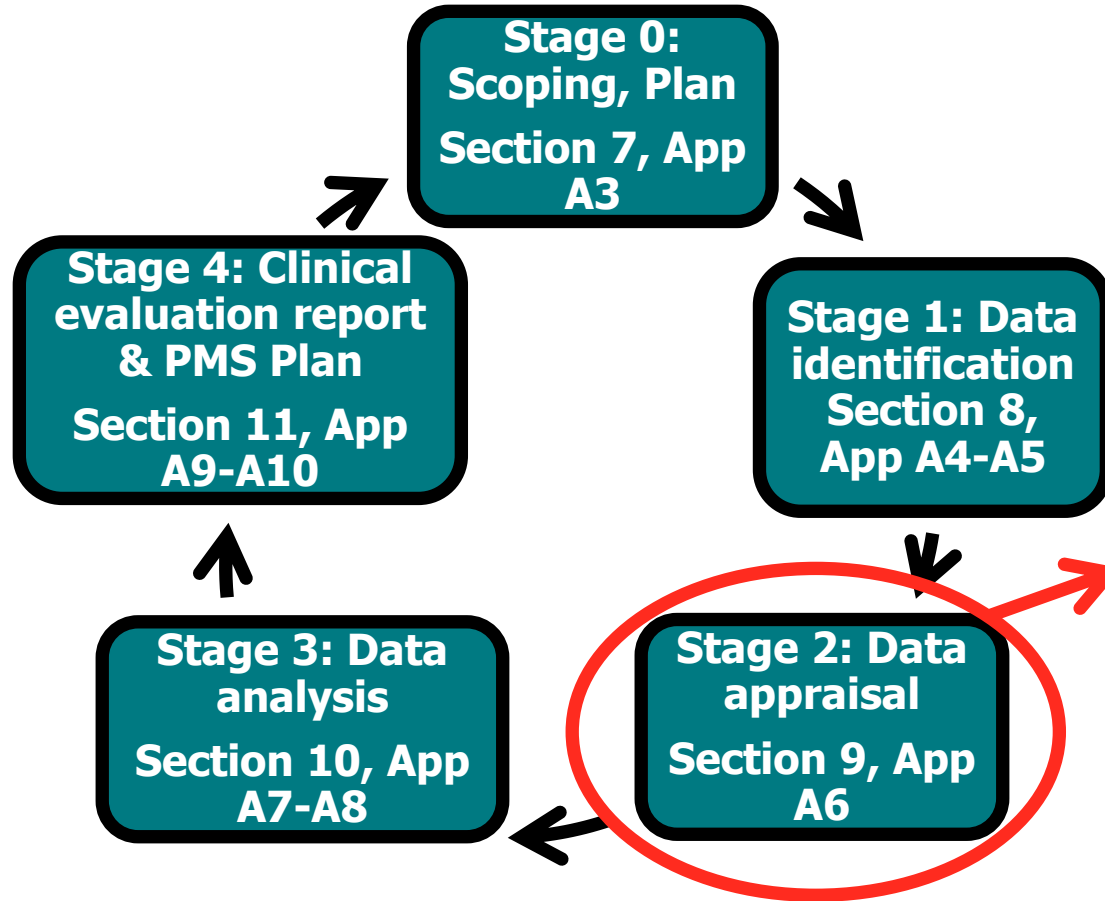 Stage 0:
Scoping, Plan
Section 7, App
A3
Stage 1: Data
identification
Section 8,
App A4-A5
Stage 2: Data
appraisal
Section 9, App
A6
Stage 3: Data
analysis
Section 10, App
A7-A8
Stage 4: Clinical
evaluation report
& PMS Plan
Section 11, App
A9-A10